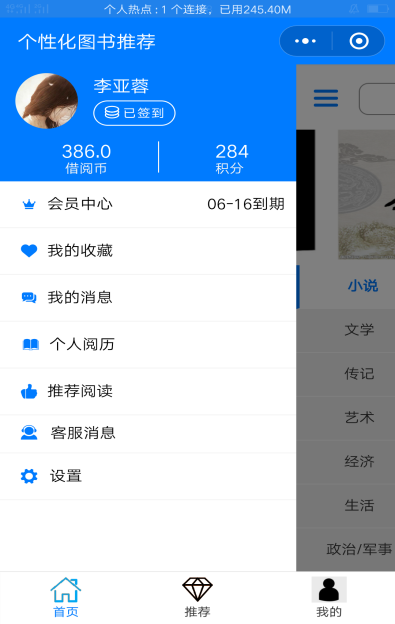 个人热点 : 1 个连接，已用245.40M
个性化图书推荐
李亚蓉
已签到
386.0
284
借阅币
积分
会员中心
06-16到期
我的收藏
我的消息
个人阅历
推荐阅读
客服消息
设置
小说
文学
传记
艺术
经济
生活
政治/军事
首页
推荐
我的